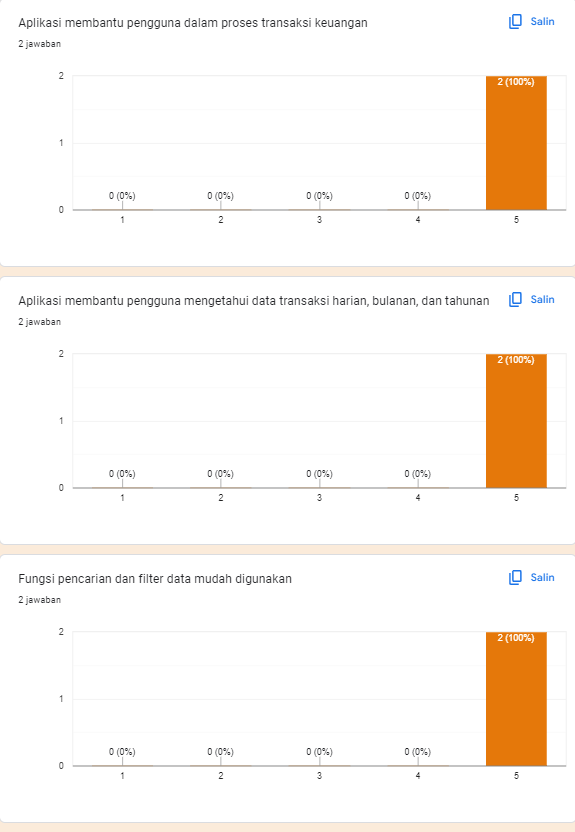 Aplikasi membantu pengguna dalam proses transaksi keuangan
Salin
2 jawaban
2
2 (100%)
1
0 (0%) 0 (0%) 0 (0%) 0 (0%)
0
1 2 3 4 5
Aplikasi membantu pengguna mengetahui data transaksi harian, bulanan, dan tahunan
Salin
2 jawaban
2
2 (100%)
1
0 (0%) 0 (0%) 0 (0%) 0 (0%)
0
1 2 3 4 5
Fungsi pencarian dan filter data mudah digunakan
Salin
2 jawaban
2
2 (100%)
1
0 (0%) 0 (0%) 0 (0%) 0 (0%)
0
1 2 3 4 5